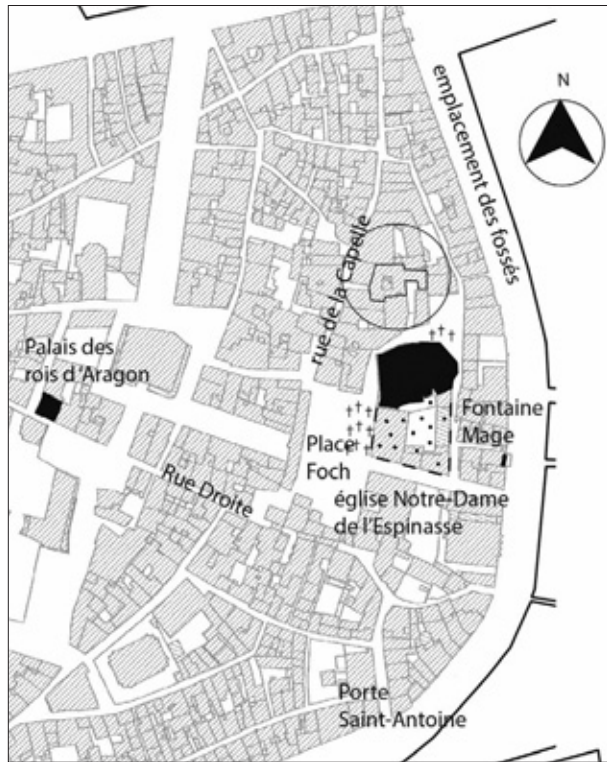 emplacement des fossés
N
rue de la Capelle
Palais des
rois d'Aragon
Fontaine
Mage
Place
Foch
Rue Droite
église Notre-Dame
de l'Espinasse
Porte
Saint-Antoine